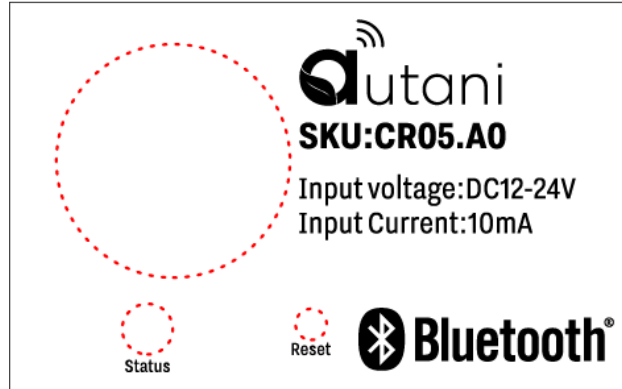 autani
SKU:CR05.A0
Input voltage:DC12-24V
Input Current:10mA
Status
Reset
Bluetooth®